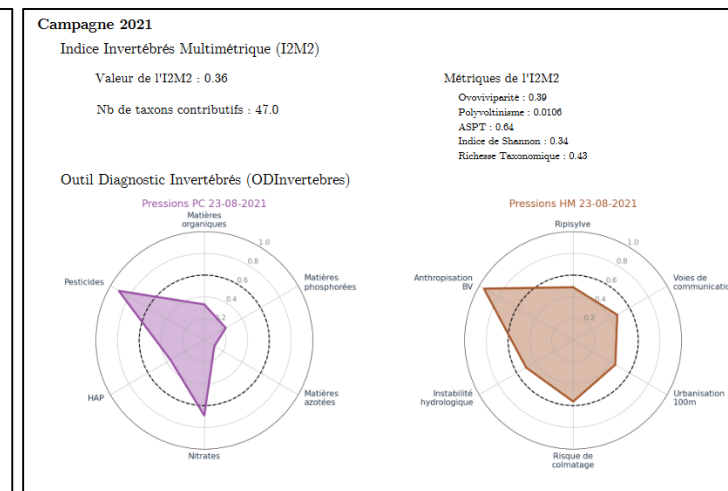 Campagne 2021
Indice Invertébrés Multimétrique (I2M2)
Valeur de l'I2M2 : 0.36
Nb de taxons contributifs : 47.0
Métriques de l'I2M2
Ovoviviparité : 0.39
Polyvoltinisme : 0.0106
ASPT : 0.64
Indice de Shannon : 0.34
Richesse Taxonomique : 0.43
Outil Diagnostic Invertébrés (ODInvertebres)
Pressions PC 23-08-2021
Matières
organiques
Matières
phosphorées
Matières
azotées
Nitrates
HAP
Pesticides
0.2
0.4
0.6
0.8
1.0
Pressions HM 23-08-2021
Ripisylve
Voies de
communication
Urbanisation
100m
Risque de
colmatage
Instabilité
hydrologique
Anthropisation
BV
0.2
0.4
0.6
0.8
1.0